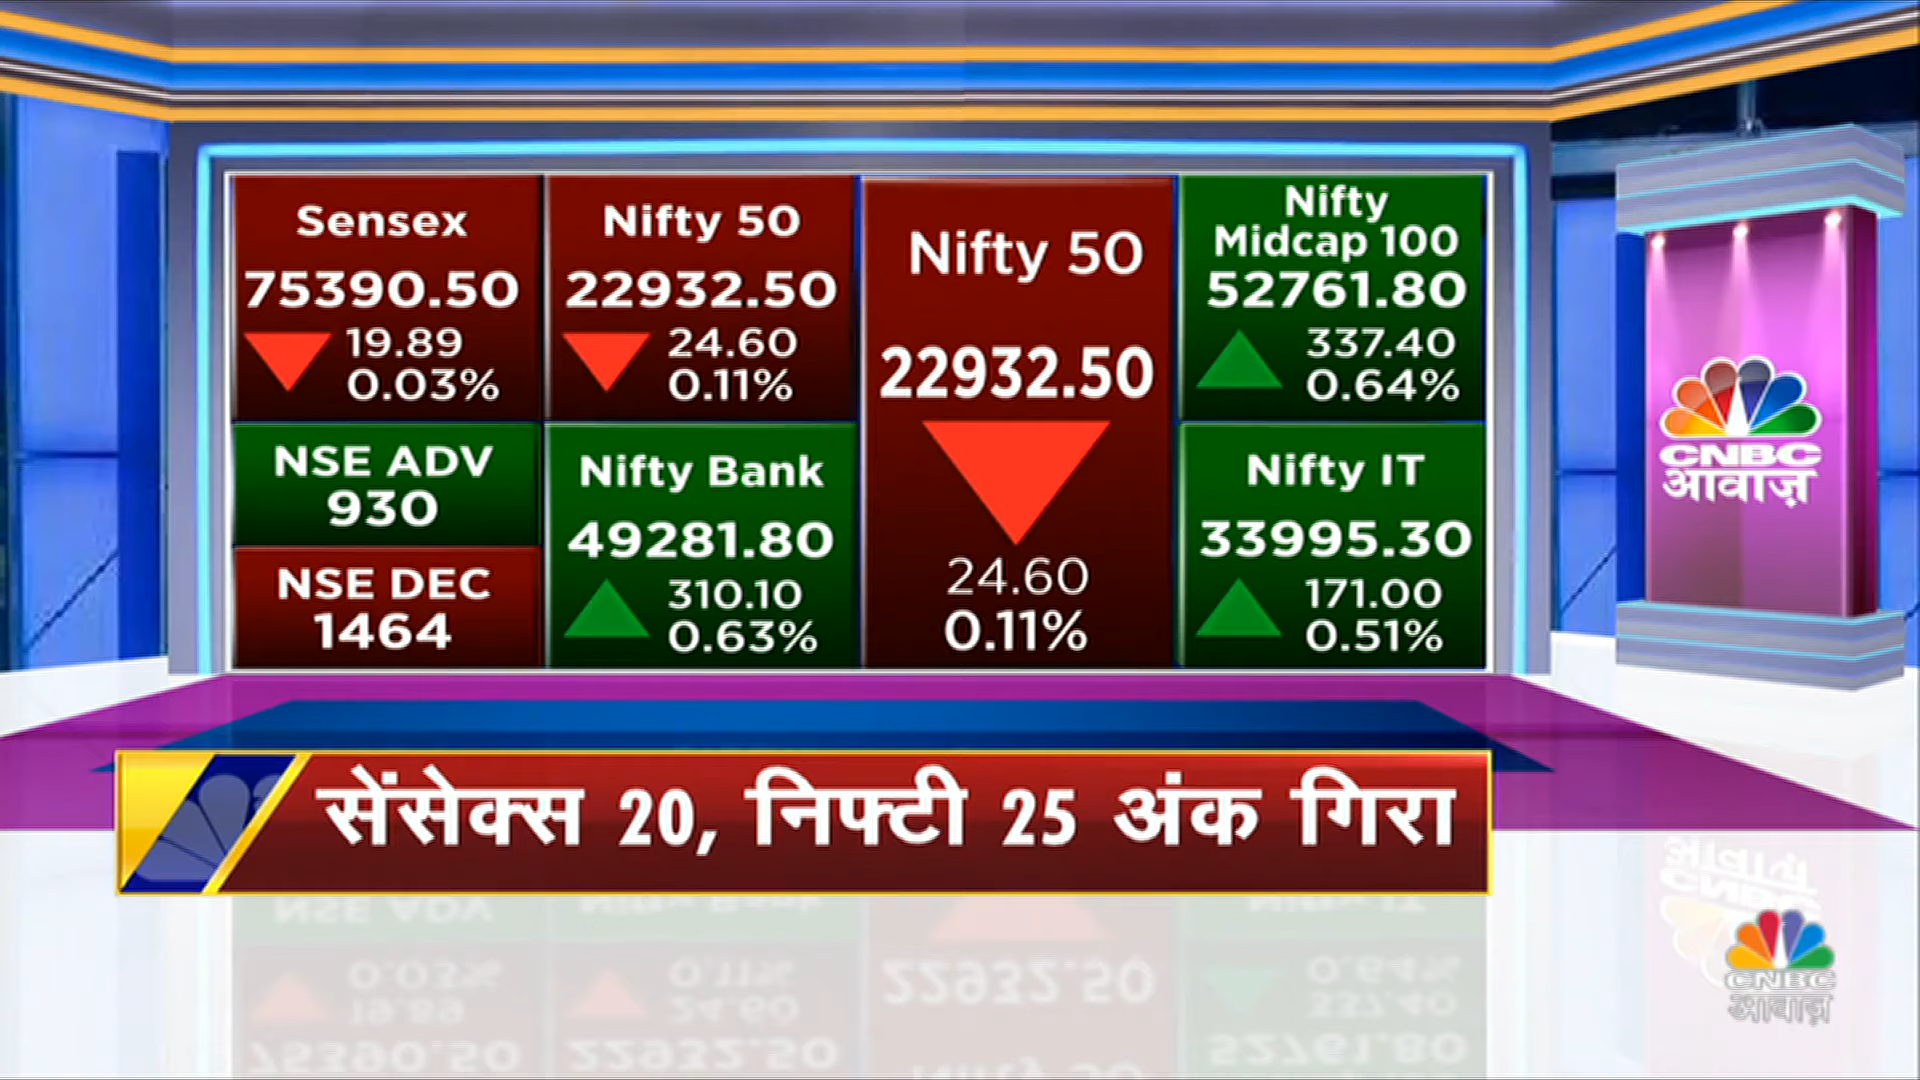 Sensex
75390.50
19.89
0.03%
Nifty 50
22932.50
24.60
0.11%
NSE ADV
930
NSE DEC
1464
Nifty Bank
49281.80
310.10
0.63%
Nifty 50
22932.50
24.60
0.11%
Nifty
Midcap 100
52761.80
337.40
0.64%
Nifty IT
33995.30
171.00
0.51%
CNBC
आवाज़
सेंसेक्स 20, निफ्टी 25 अंक गिरा
CNBC
आवाज़